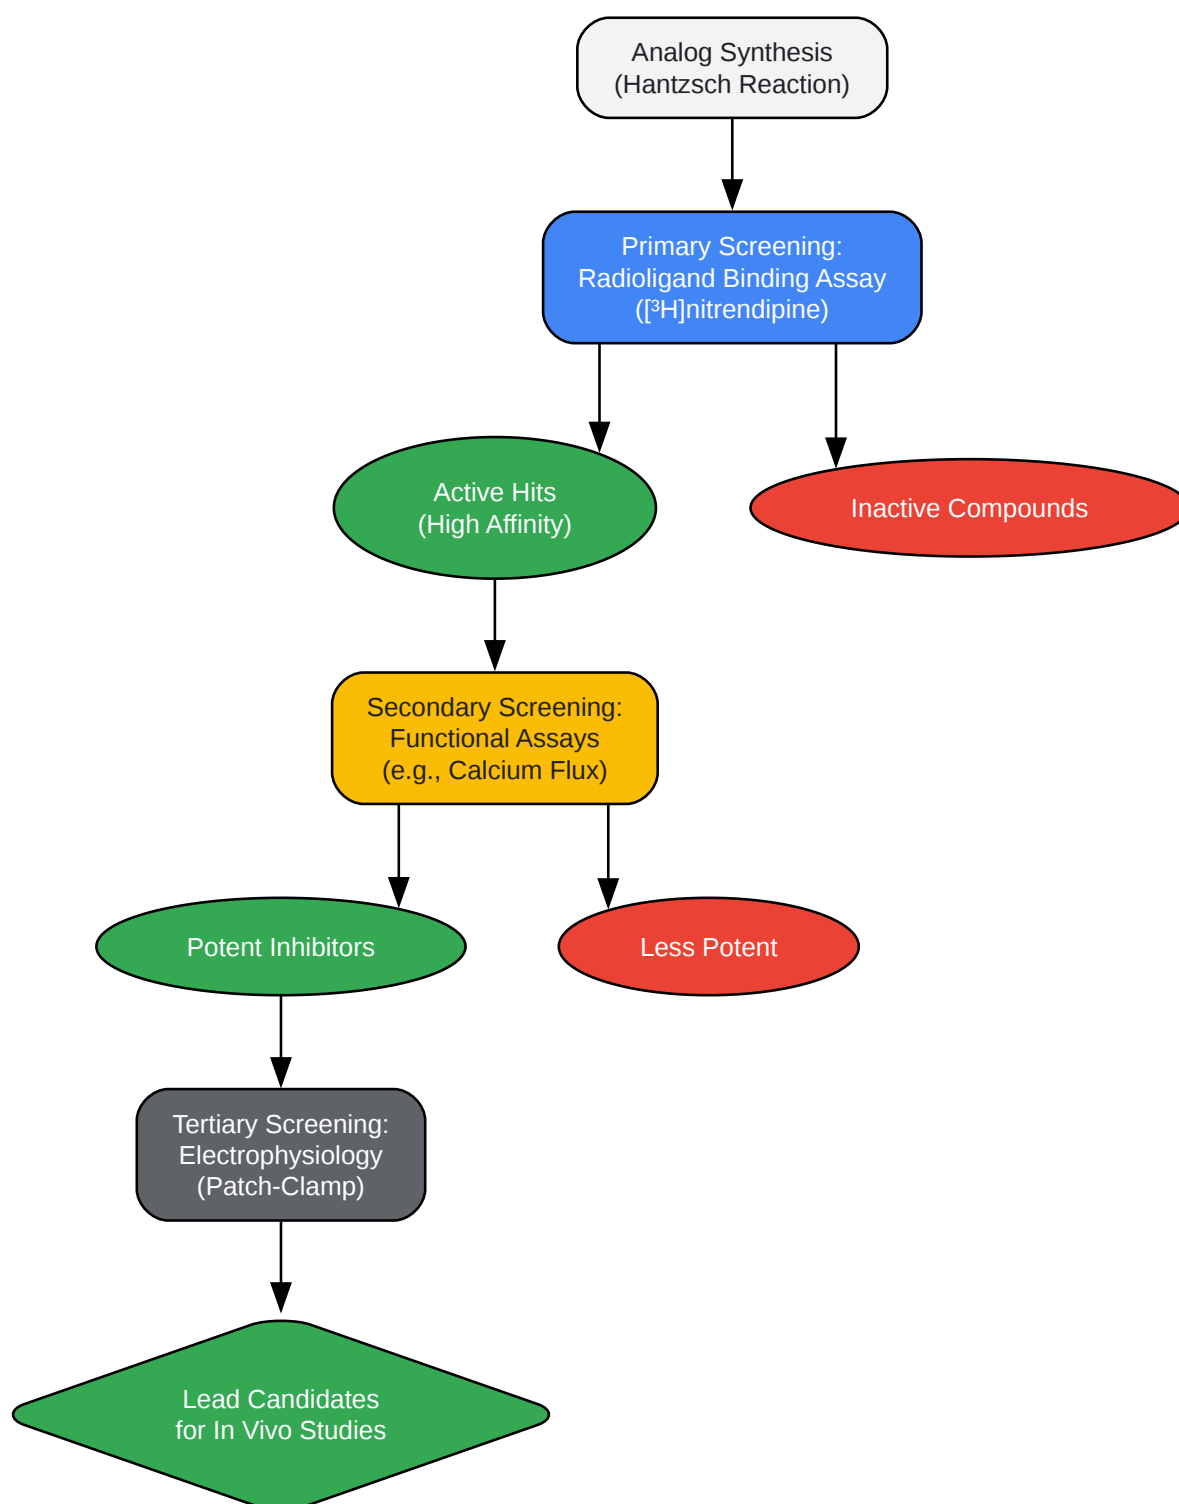 Analog Synthesis
(Hantzsch Reaction)
Primary Screening:
Radioligand Binding Assay
([³H]nitrendipine)
Active Hits
(High Affinity)
Inactive Compounds
Secondary Screening:
Functional Assays
(e.g., Calcium Flux)
Potent Inhibitors
Less Potent
Tertiary Screening:
Electrophysiology
(Patch-Clamp)
Lead Candidates
for In Vivo Studies